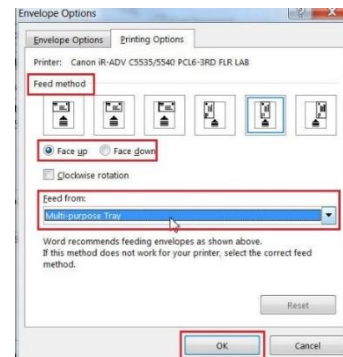 Envelope Options
Envelope Options Printing Options
Printer: Canon iR-ADV C5535/5540 PCL6-3RD FLR LAB
Feed method
Face up Face down
Clockwise rotation
Feed from:
Multi-purpose Tray
Word recommends feeding envelopes as shown above.
If this method does not work for your printer, select the correct feed
method.
Reset
OK Cancel